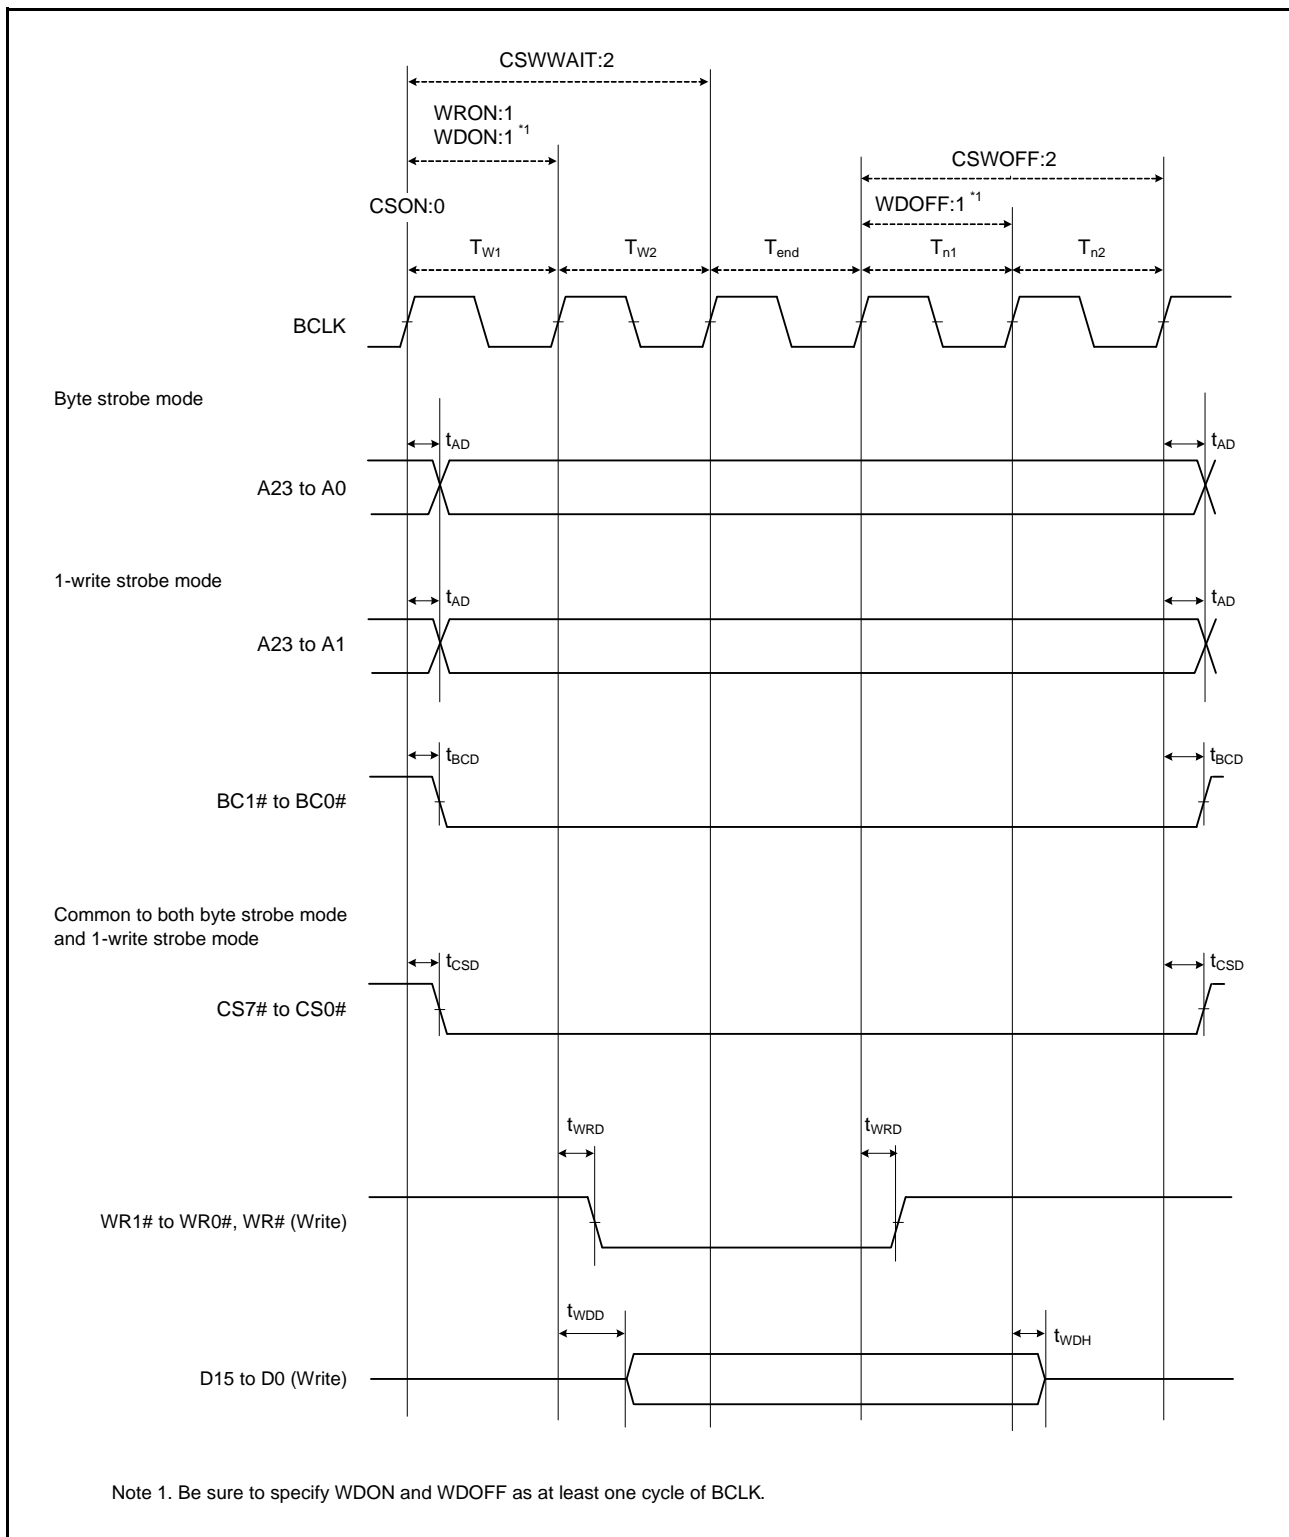 CSWWAIT:2
WRON:1
WDON:1 *1
CSWOFF:2
WDOFF:1 *1
CSON:0
TW1 TW2 Tend Tn1 Tn2
BCLK
Byte strobe mode
tAD tAD
A23 to A0
1-write strobe mode
tAD tAD
A23 to A1
tBCD tBCD
BC1# to BC0#
Common to both byte strobe mode
and 1-write strobe mode
tCSD tCSD
CS7# to CS0#
tWRD tWRD
WR1# to WR0#, WR# (Write)
tWDD
tWDH
D15 to D0 (Write)
Note 1. Be sure to specify WDON and WDOFF as at least one cycle of BCLK.